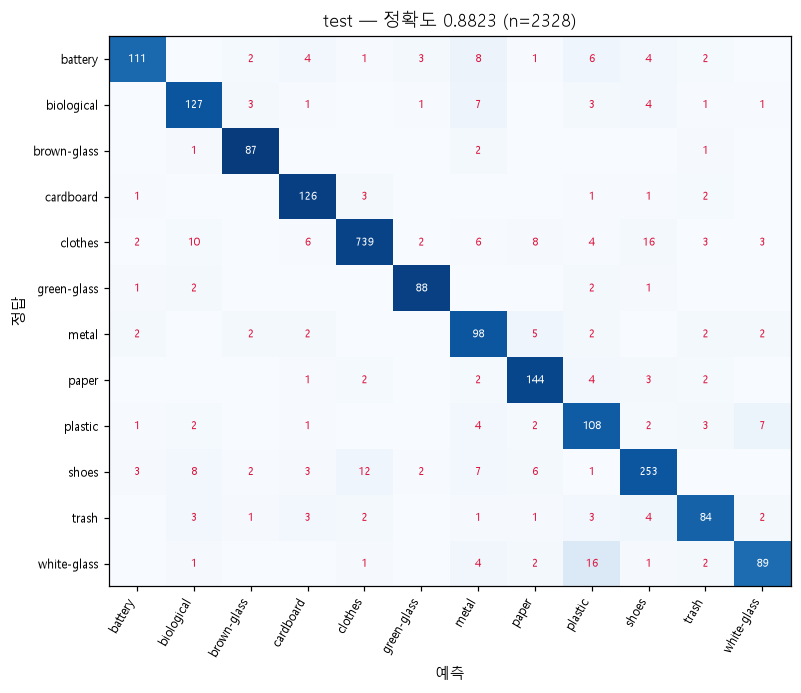 test — 정확도 0.8823 (n=2328)
battery 111 2 4 1 3 8 1 6 4 2
biological 127 3 1 1 7 3 4 1 1
brown-glass 1 87 2 1
cardboard 1 126 3 1 1 2
clothes 2 10 6 739 2 6 8 4 16 3 3
green-glass 1 2 88 2 1
metal 2 2 2 98 5 2 2 2
paper 1 2 2 144 4 3 2
plastic 1 2 1 4 2 108 2 3 7
shoes 3 8 2 3 12 2 7 6 1 253
trash 3 1 3 2 1 1 3 4 84 2
white-glass 1 1 4 2 16 1 2 89
정답
battery biological brown-glass cardboard clothes green-glass metal paper plastic shoes trash white-glass
예측